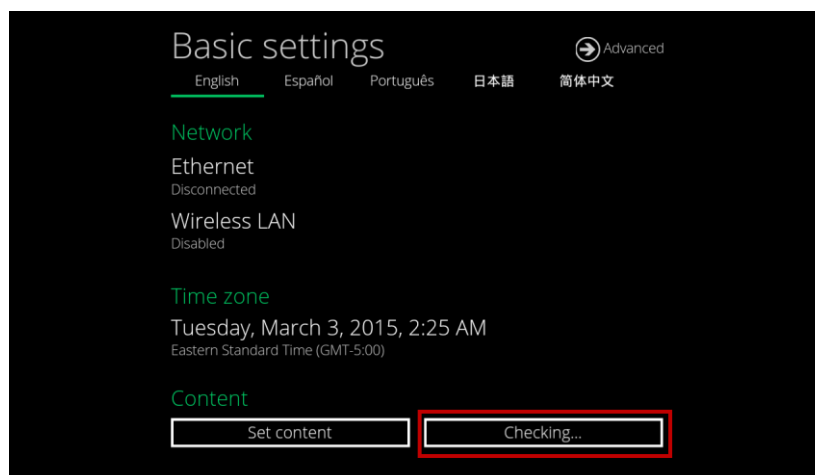 Basic settings
Advanced
English Español Português 日本語 简体中文
Network
Ethernet
Disconnected
Wireless LAN
Disabled
Time zone
Tuesday, March 3, 2015, 2:25 AM
Eastern Standard Time (GMT-5:00)
Content
Set content Checking...